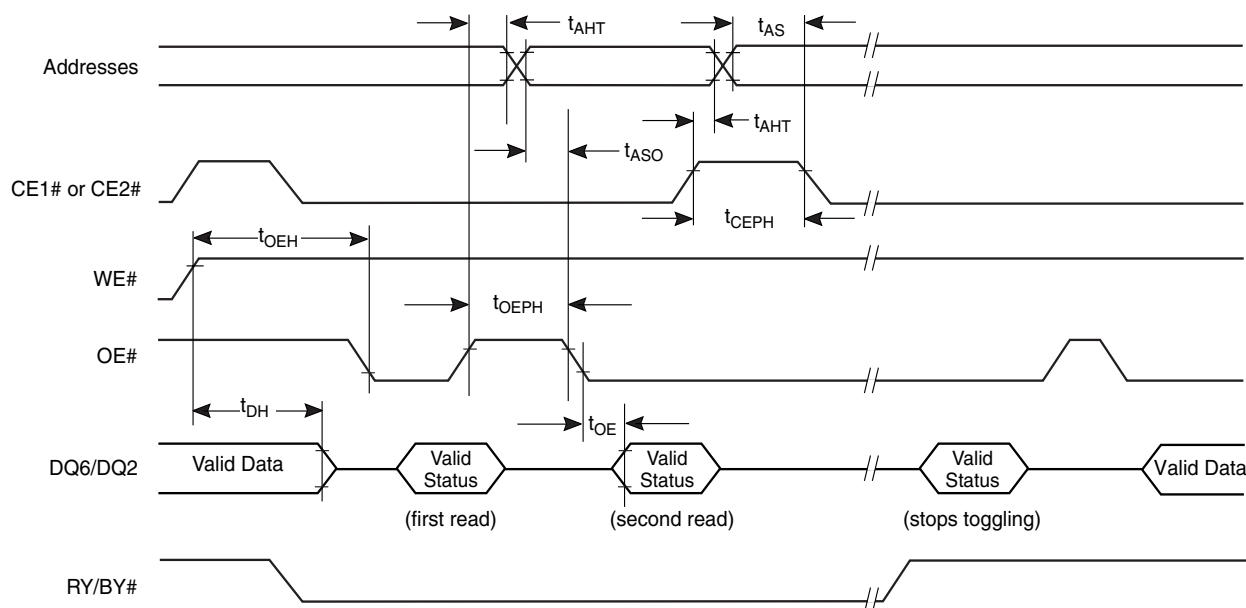 tAHT
tAS
Addresses
tAHT
tASO
CE1# or CE2#
tCEPH
tOEH
WE#
tOEPH
OE#
tDH
tOE
DQ6/DQ2
Valid Data
Valid
Status
Valid
Status
Valid
Status
Valid Data
(first read)
(second read)
(stops toggling)
RY/BY#